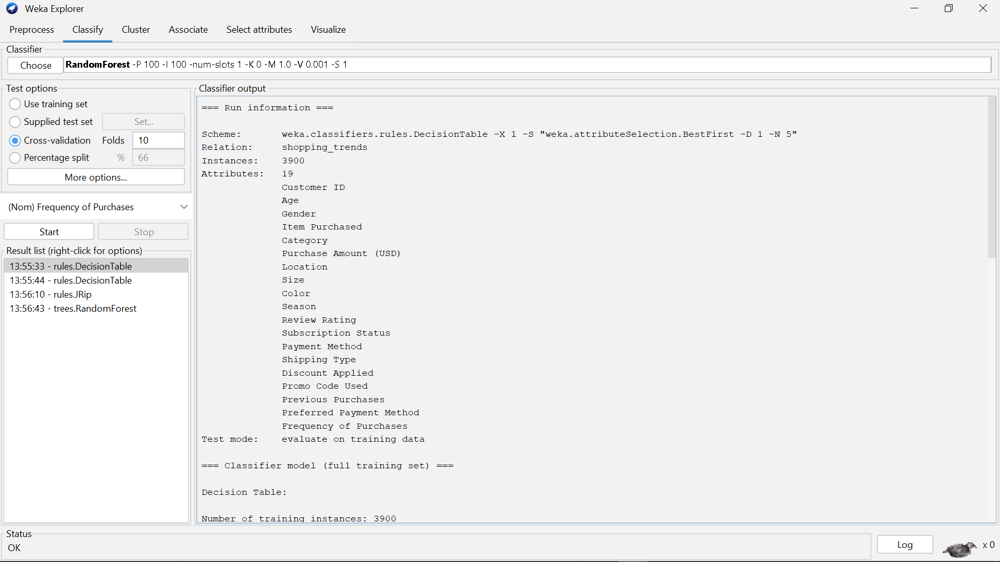 Weka Explorer
Preprocess Classify Cluster Associate Select attributes Visualize
Classifier
Choose RandomForest -P 100 -I 100 -num-slots 1 -K 0 -M 1.0 -V 0.001 -S 1
Test options
Use training set
Supplied test set Set...
Cross-validation Folds 10
Percentage split % 66
More options...
(Nom) Frequency of Purchases
Start Stop
Result list (right-click for options)
13:55:33 - rules.DecisionTable
13:55:44 - rules.DecisionTable
13:56:10 - rules.JRip
13:56:43 - trees.RandomForest
Classifier output
=== Run information ===
Scheme: weka.classifiers.rules.DecisionTable -X 1 -S "weka.attributeSelection.BestFirst -D 1 -N 5"
Relation: shopping_trends
Instances: 3900
Attributes: 19
Customer ID
Age
Gender
Item Purchased
Category
Purchase Amount (USD)
Location
Size
Color
Season
Review Rating
Subscription Status
Payment Method
Shipping Type
Discount Applied
Promo Code Used
Previous Purchases
Preferred Payment Method
Frequency of Purchases
Test mode: evaluate on training data
=== Classifier model (full training set) ===
Decision Table:
Number of training instances: 3900
Status
OK
Log
x 0